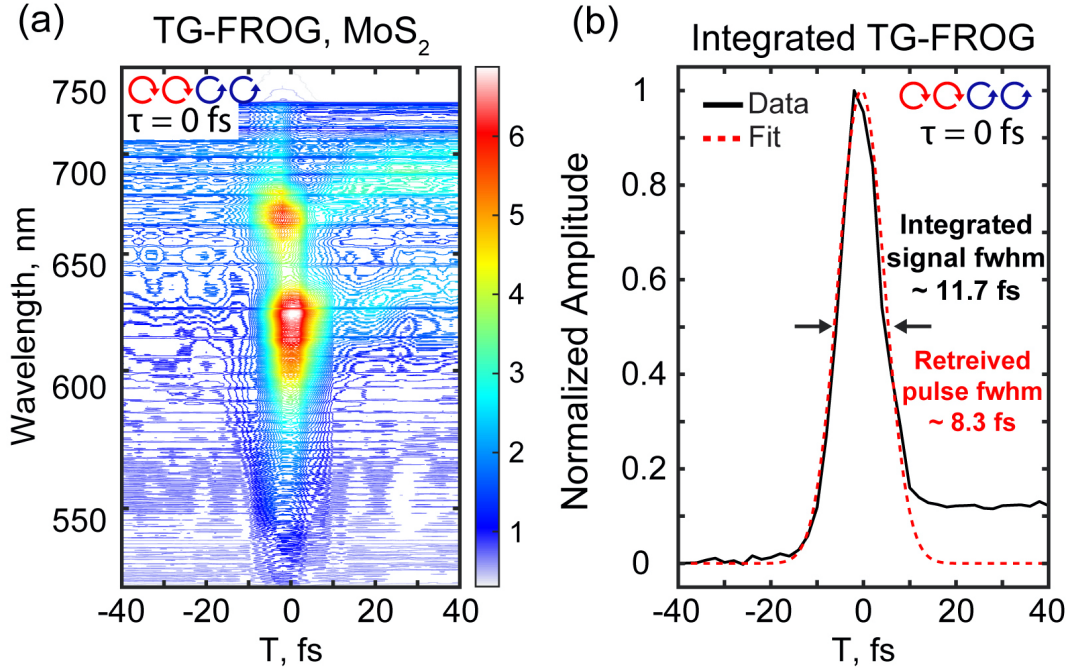 (a)
TG-FROG, MoS₂
τ = 0 fs
Wavelength, nm
750
700
650
600
550
-40
-20
0
20
40
T, fs
6
5
4
3
2
1
(b)
Integrated TG-FROG
Data
Fit
τ = 0 fs
Integrated
signal fwhm
~ 11.7 fs
Retreived
pulse fwhm
~ 8.3 fs
Normalized Amplitude
1
0.8
0.6
0.4
0.2
0
-40
-20
0
20
40
T, fs